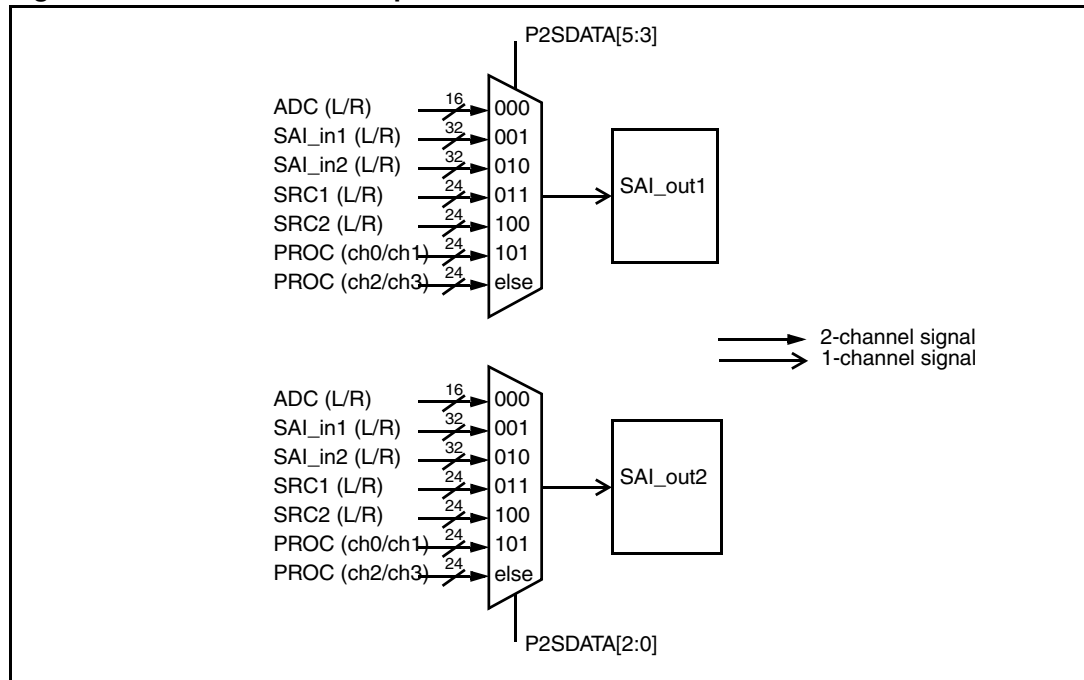 P2SDATA[5:3]
ADC (L/R) 16 000
SAI_in1 (L/R) 32 001
SAI_in2 (L/R) 32 010
SRC1 (L/R) 24 011
SRC2 (L/R) 24 100
PROC (ch0/ch1) 24 101
PROC (ch2/ch3) 24 else
SAI_out1
2-channel signal
1-channel signal
ADC (L/R) 16 000
SAI_in1 (L/R) 32 001
SAI_in2 (L/R) 32 010
SRC1 (L/R) 24 011
SRC2 (L/R) 24 100
PROC (ch0/ch1) 24 101
PROC (ch2/ch3) 24 else
SAI_out2
P2SDATA[2:0]